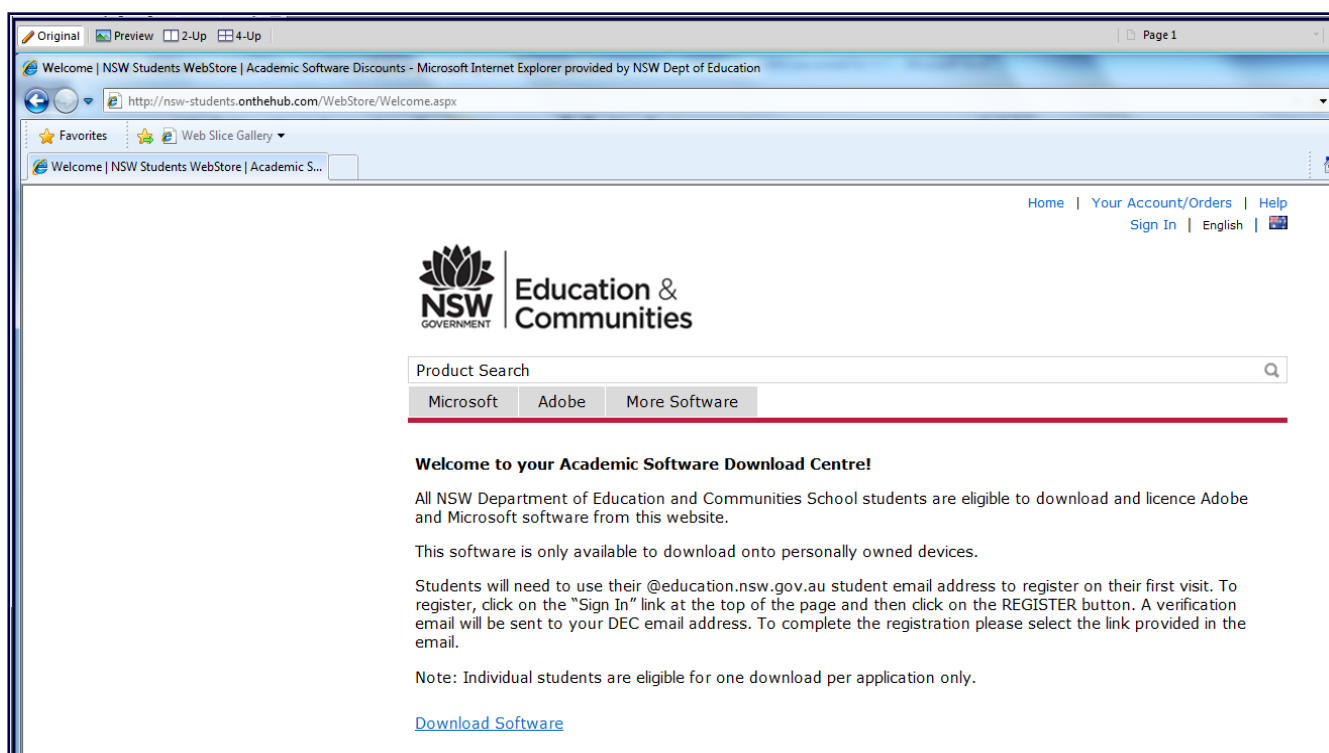 Original Preview 2-Up 4-Up Page 1
Welcome | NSW Students WebStore | Academic Software Discounts - Microsoft Internet Explorer provided by NSW Dept of Education
http://nsw-students.onthehub.com/WebStore/Welcome.aspx
Favorites Web Slice Gallery
Welcome | NSW Students WebStore | Academic S...
Home | Your Account/Orders | Help
Sign In | English |
NSW
GOVERNMENT
Education &
Communities
Product Search
Microsoft Adobe More Software
Welcome to your Academic Software Download Centre!
All NSW Department of Education and Communities School students are eligible to download and licence Adobe
and Microsoft software from this website.
This software is only available to download onto personally owned devices.
Students will need to use their @education.nsw.gov.au student email address to register on their first visit. To
register, click on the “Sign In” link at the top of the page and then click on the REGISTER button. A verification
email will be sent to your DEC email address. To complete the registration please select the link provided in the
email.
Note: Individual students are eligible for one download per application only.
Download Software